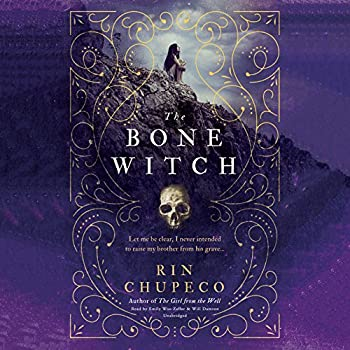 The
BONE
WITCH
Let me be clear, I never intended
to raise my brother from his grave...
RIN
CHUPECO
Author of The Girl from the Well
Read by Emily Woo Zeller & Will Damron
Unabridged